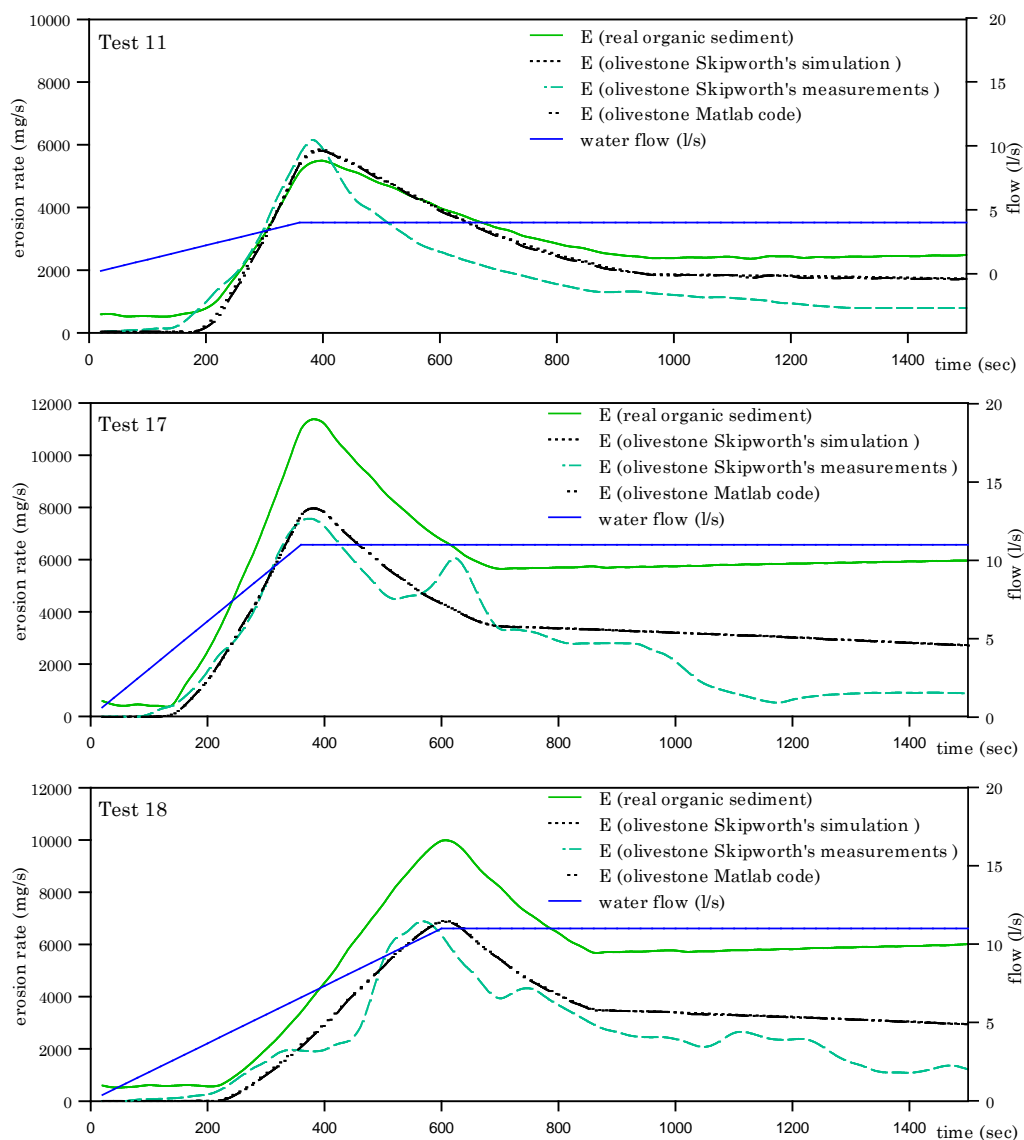 Test 11
E (real organic sediment)
E (olivestone Skipworth's simulation )
E (olivestone Skipworth's measurements )
E (olivestone Matlab code)
water flow (l/s)
erosion rate (mg/s)
10000
8000
6000
4000
2000
0
20
15
10
5
0
flow (l/s)
0 200 400 600 800 1000 1200 1400
time (sec)
Test 17
E (real organic sediment)
E (olivestone Skipworth's simulation )
E (olivestone Skipworth's measurements )
E (olivestone Matlab code)
water flow (l/s)
erosion rate (mg/s)
12000
10000
8000
6000
4000
2000
0
20
15
10
5
0
flow (l/s)
0 200 400 600 800 1000 1200 1400
time (sec)
Test 18
E (real organic sediment)
E (olivestone Skipworth's simulation )
E (olivestone Skipworth's measurements )
E (olivestone Matlab code)
water flow (l/s)
erosion rate (mg/s)
12000
10000
8000
6000
4000
2000
0
20
15
10
5
0
flow (l/s)
0 200 400 600 800 1000 1200 1400
time (sec)